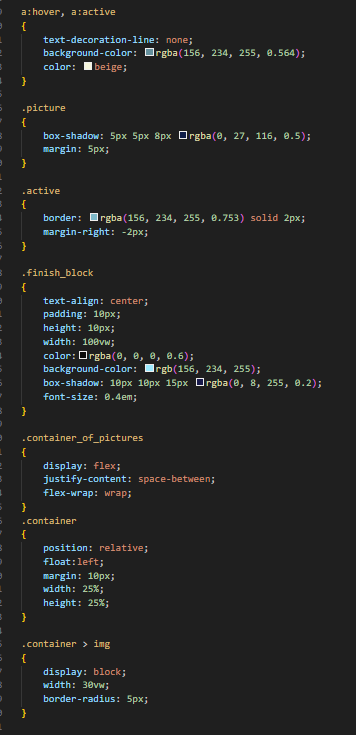 a:hover, a:active
{
text-decoration-line: none;
background-color: rgba(156, 234, 255, 0.564);
color: beige;
}
.picture
{
box-shadow: 5px 5px 8px rgba(0, 27, 116, 0.5);
margin: 5px;
}
.active
{
border: rgba(156, 234, 255, 0.753) solid 2px;
margin-right: -2px;
}
.finish_block
{
text-align: center;
padding: 10px;
height: 10px;
width: 100vw;
color:rgba(0, 0, 0, 0.6);
background-color: rgb(156, 234, 255);
box-shadow: 10px 10px 15px rgba(0, 8, 255, 0.2);
font-size: 0.4em;
}
.container_of_pictures
{
display: flex;
justify-content: space-between;
flex-wrap: wrap;
}
.container
{
position: relative;
float:left;
margin: 10px;
width: 25%;
height: 25%;
}
.container > img
{
display: block;
width: 30vw;
border-radius: 5px;
}